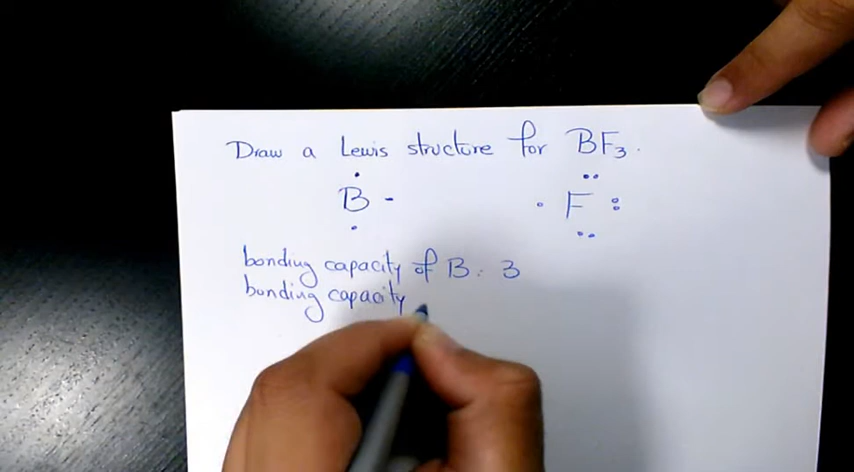 Draw a Lewis structure for BF₃.
B F
bonding capacity of B: 3
bonding capacity